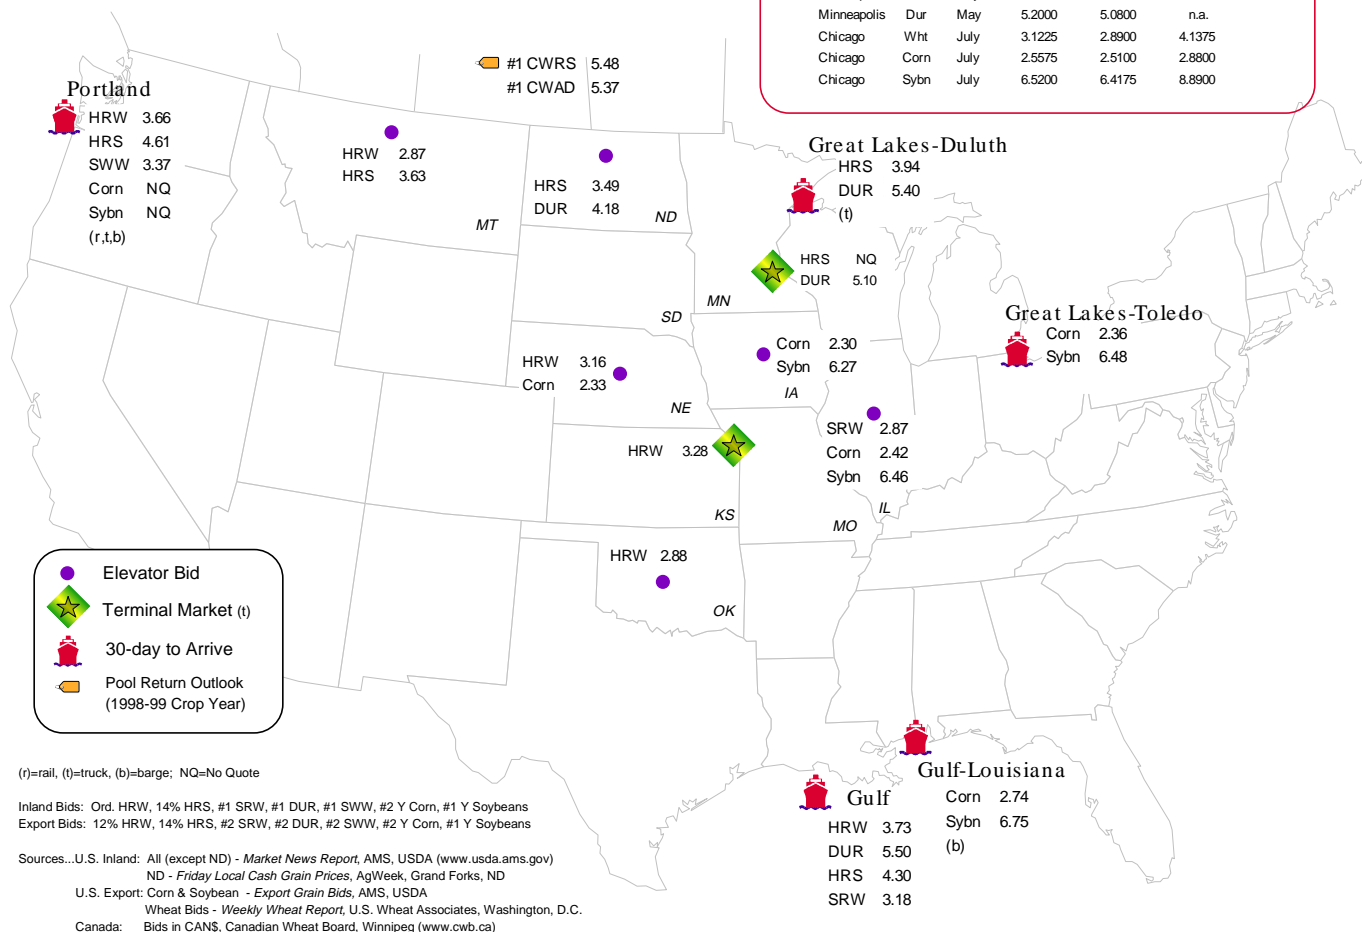 Minneapolis Dur May 5.2000 5.0800 n.a.
Chicago Wht July 3.1225 2.8900 4.1375
Chicago Corn July 2.5575 2.5100 2.8800
Chicago Sybn July 6.5200 6.4175 8.8900
#1 CWRS 5.48
#1 CWAD 5.37
Portland
HRW 3.66
HRS 4.61
SWW 3.37
Corn NQ
Sybn NQ
(r,t,b)
HRW 2.87
HRS 3.63
MT
HRS 3.49
DUR 4.18
ND
Great Lakes-Duluth
HRS 3.94
DUR 5.40
(t)
HRS NQ
DUR 5.10
MN
SD
Great Lakes-Toledo
Corn 2.36
Sybn 6.48
HRW 3.16
Corn 2.33
NE
Corn 2.30
Sybn 6.27
IA
SRW 2.87
Corn 2.42
Sybn 6.46
IL
HRW 3.28
KS
MO
HRW 2.88
OK
Elevator Bid
Terminal Market (t)
30-day to Arrive
Pool Return Outlook
(1998-99 Crop Year)
Gulf-Louisiana
Corn 2.74
Sybn 6.75
(b)
Gulf
HRW 3.73
DUR 5.50
HRS 4.30
SRW 3.18
(r)=rail, (t)=truck, (b)=barge; NQ=No Quote
Inland Bids: Ord. HRW, 14% HRS, #1 SRW, #1 DUR, #1 SWW, #2 Y Corn, #1 Y Soybeans
Export Bids: 12% HRW, 14% HRS, #2 SRW, #2 DUR, #2 SWW, #2 Y Corn, #1 Y Soybeans
Sources...U.S. Inland: All (except ND) - Market News Report, AMS, USDA (www.usda.ams.gov)
ND - Friday Local Cash Grain Prices, AgWeek, Grand Forks, ND
U.S. Export: Corn & Soybean - Export Grain Bids, AMS, USDA
Wheat Bids - Weekly Wheat Report, U.S. Wheat Associates, Washington, D.C.
Canada: Bids in CAN$, Canadian Wheat Board, Winnipeg (www.cwb.ca)